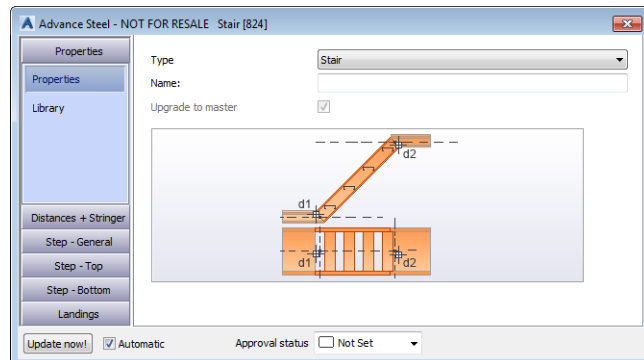 Advance Steel - NOT FOR RESALE Stair [824]
Properties
Properties
Library
Distances + Stringer
Step - General
Step - Top
Step - Bottom
Landings
Type
Stair
Name:
Upgrade to master
d2
d1
d1
d2
Update now!
Automatic
Approval status
Not Set